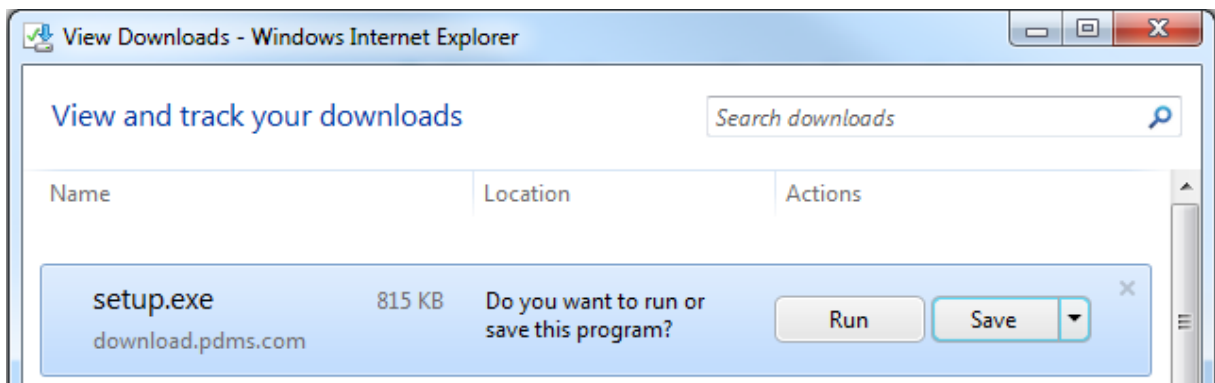 View Downloads - Windows Internet Explorer
View and track your downloads
Search downloads
Name Location Actions
setup.exe 815 KB Do you want to run or
save this program?
Run Save
download.pdms.com